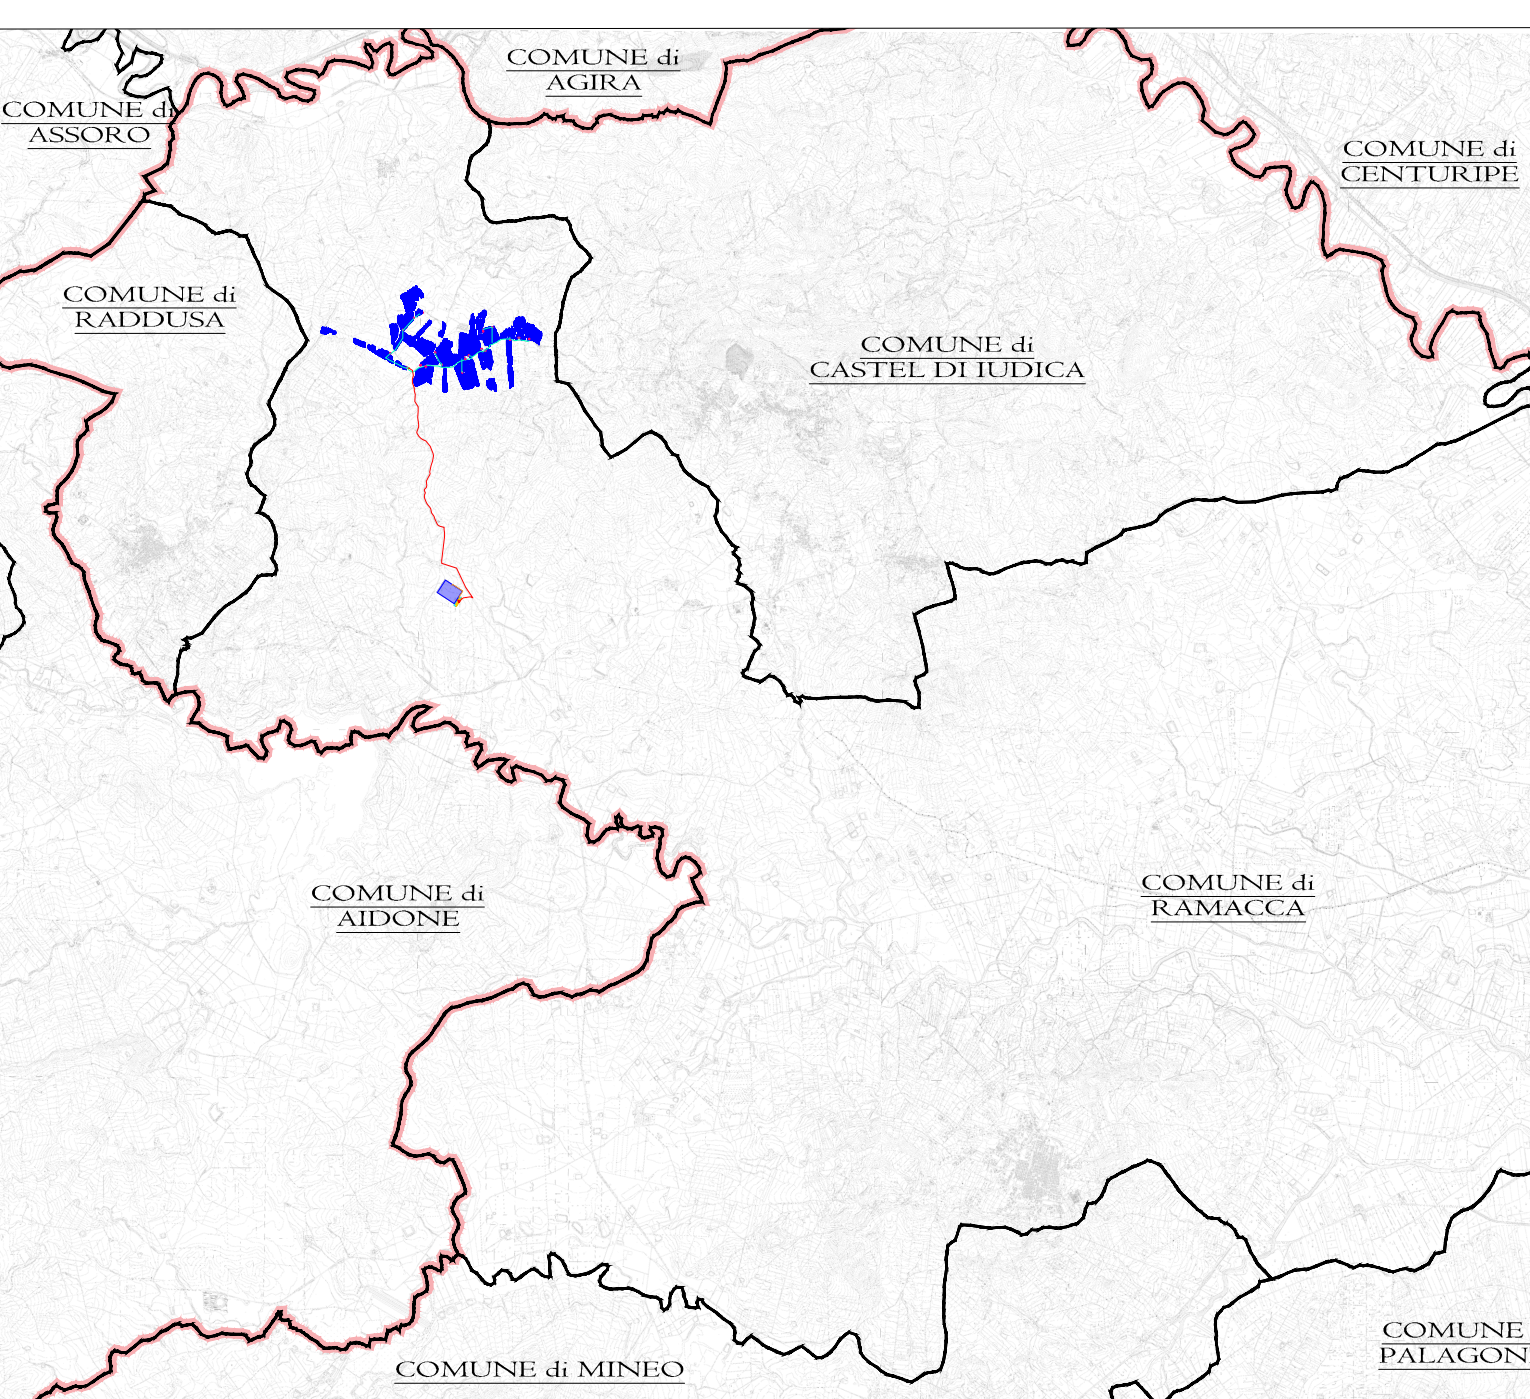 COMUNE di
AGIRA
COMUNE di
ASSORO
COMUNE di
CENTURIPE
COMUNE di
RADDUSA
COMUNE di
CASTEL DI IUDICA
COMUNE di
AIDONE
COMUNE di
RAMACCA
COMUNE
PALAGON
COMUNE di MINEO